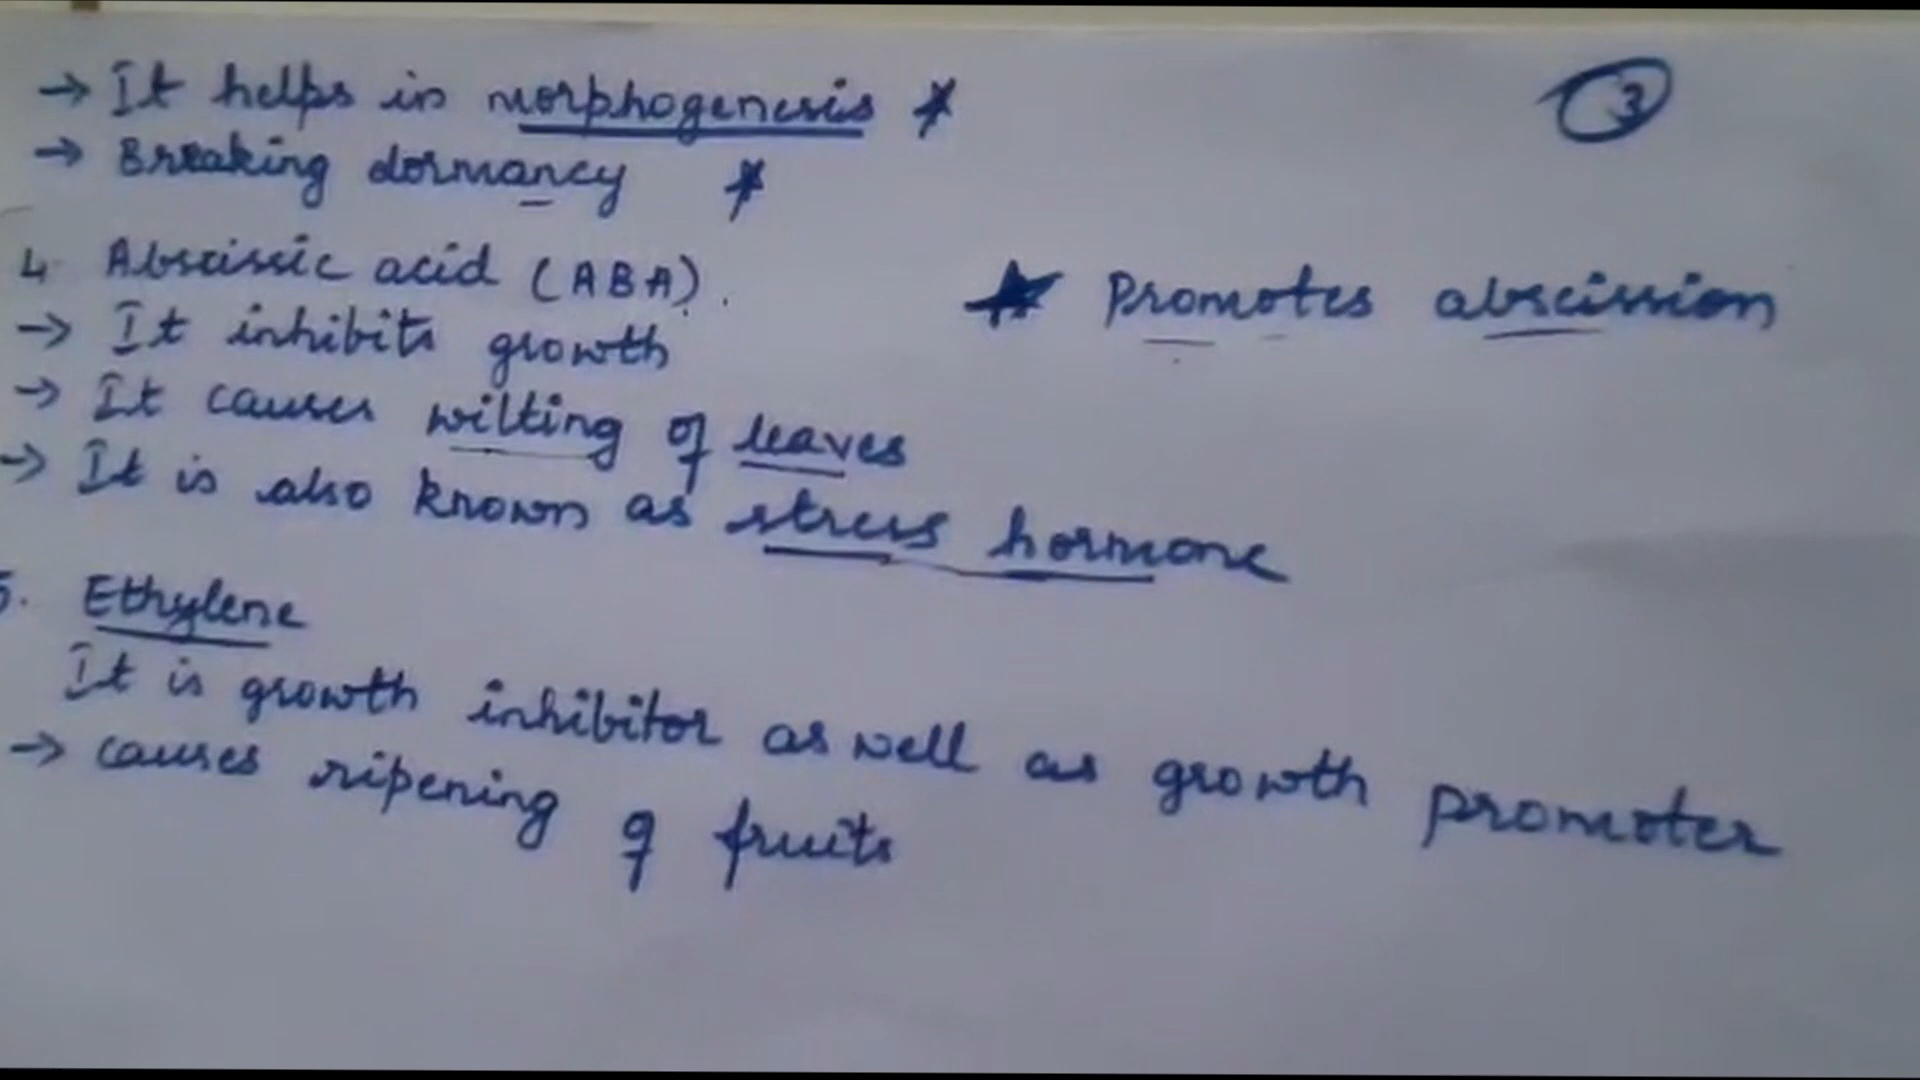 3
→ It helps in morphogenesis *
→ Breaking dormancy *
4. Abscissic acid (ABA).
★ Promotes abscission
→ It inhibits growth
→ It causes wilting of leaves
→ It is also known as stress hormone
5. Ethylene
It is growth inhibitor as well as growth promoter
→ causes ripening of fruits